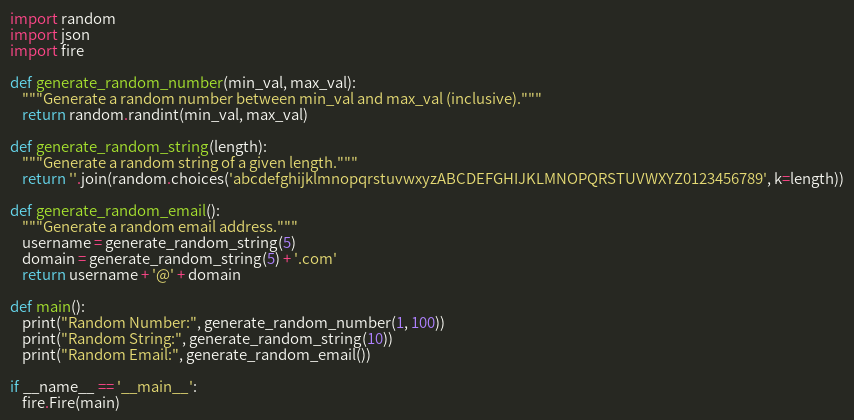 import random
import json
import fire

def generate_random_number(min_val, max_val):
    """Generate a random number between min_val and max_val (inclusive)."""
    return random.randint(min_val, max_val)

def generate_random_string(length):
    """Generate a random string of a given length."""
    return ''.join(random.choices('abcdefghijklmnopqrstuvwxyzABCDEFGHIJKLMNOPQRSTUVWXYZ0123456789', k=length))

def generate_random_email():
    """Generate a random email address."""
    username = generate_random_string(5)
    domain = generate_random_string(5) + '.com'
    return username + '@' + domain

def main():
    print("Random Number:", generate_random_number(1, 100))
    print("Random String:", generate_random_string(10))
    print("Random Email:", generate_random_email())

if __name__ == '__main__':
    fire.Fire(main)